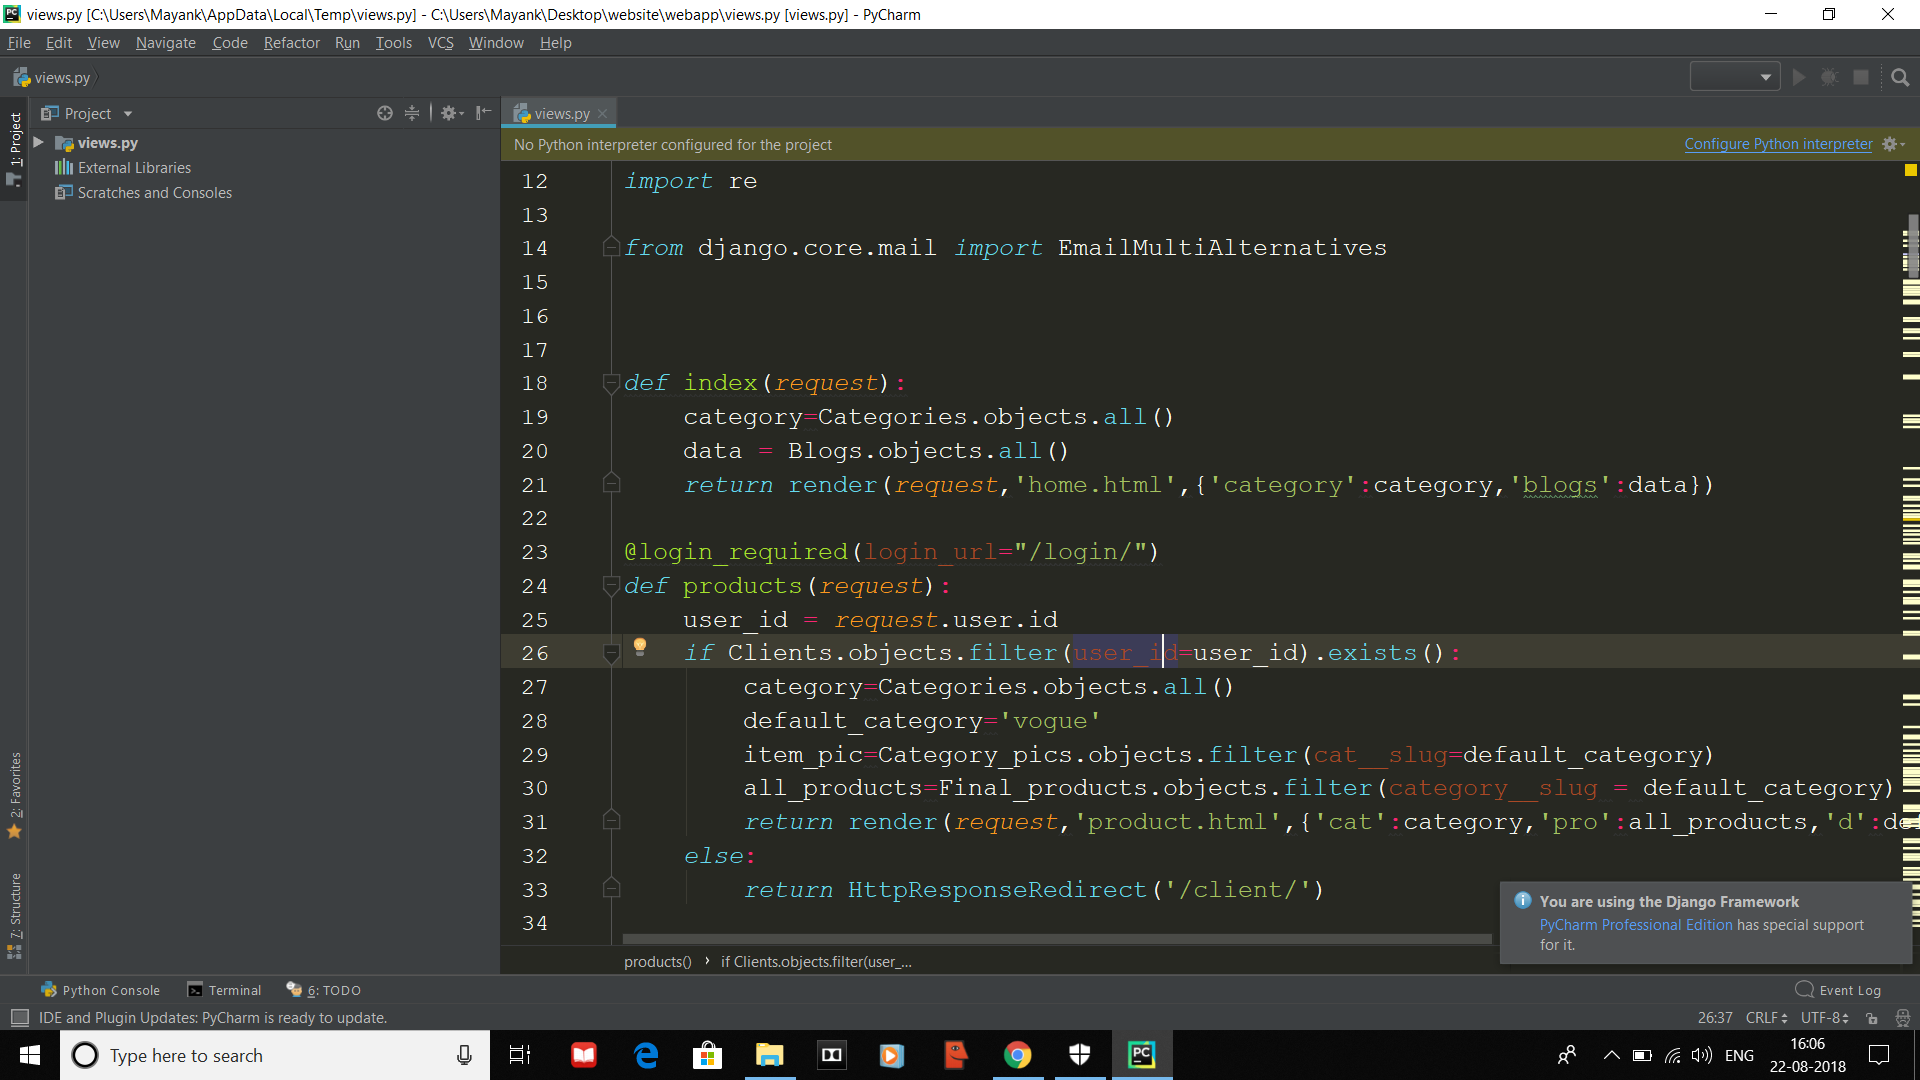 views.py [C:\Users\Mayank\AppData\Local\Temp\views.py] - C:\Users\Mayank\Desktop\website\webapp\views.py [views.py] - PyCharm
File Edit View Navigate Code Refactor Run Tools VCS Window Help
views.py
Project
views.py
External Libraries
Scratches and Consoles
1: Project
2: Favorites
7: Structure
views.py
No Python interpreter configured for the project
Configure Python interpreter
12 import re
13
14 from django.core.mail import EmailMultiAlternatives
15
16
17
18 def index(request):
19     category=Categories.objects.all()
20     data = Blogs.objects.all()
21     return render(request,'home.html',{'category':category,'blogs':data})
22
23 @login_required(login_url="/login/")
24 def products(request):
25     user_id = request.user.id
26     if Clients.objects.filter(user_id=user_id).exists():
27         category=Categories.objects.all()
28         default_category='vogue'
29         item_pic=Category_pics.objects.filter(cat__slug=default_category)
30         all_products=Final_products.objects.filter(category__slug = default_category)
31         return render(request,'product.html',{'cat':category,'pro':all_products,'d':de
32     else:
33         return HttpResponseRedirect('/client/')
34
You are using the Django Framework
PyCharm Professional Edition has special support
for it.
products() › if Clients.objects.filter(user_...
Python Console Terminal 6: TODO Event Log
IDE and Plugin Updates: PyCharm is ready to update.
26:37 CRLF UTF-8
Type here to search
ENG
16:06
22-08-2018